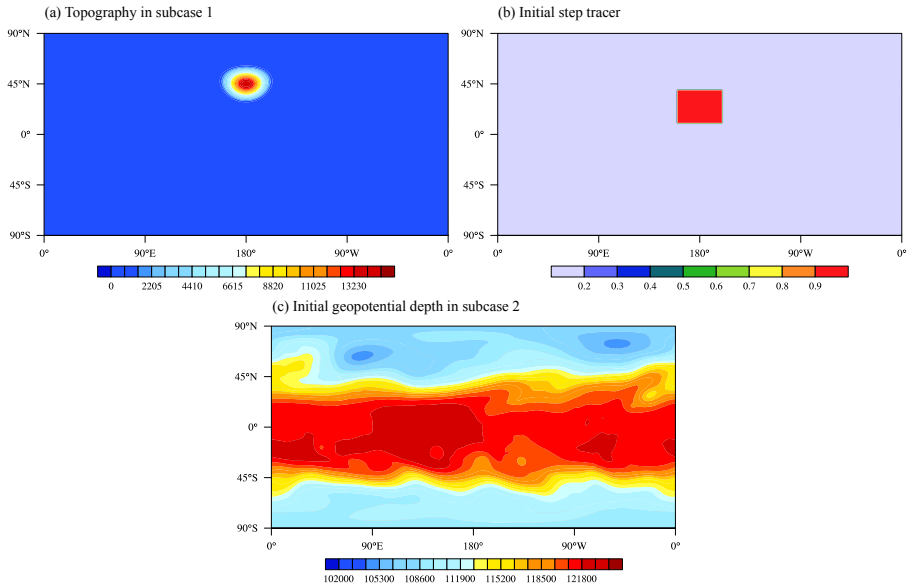 (a) Topography in subcase 1
(b) Initial step tracer
90°N
45°N
0°
45°S
90°S
0°
90°E
180°
90°W
0°
0
2205
4410
6615
8820
11025
13230
90°N
45°N
0°
45°S
90°S
0°
90°E
180°
90°W
0°
0.2
0.3
0.4
0.5
0.6
0.7
0.8
0.9
(c) Initial geopotential depth in subcase 2
90°N
45°N
0°
45°S
90°S
0°
90°E
180°
90°W
0°
102000
105300
108600
111900
115200
118500
121800